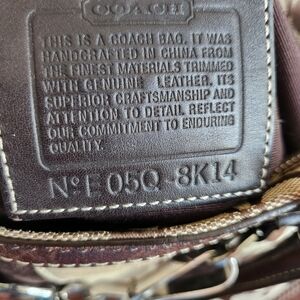 COACH
THIS IS A COACH BAG. IT WAS
HANDCRAFTED IN CHINA FROM
THE FINEST MATERIALS TRIMMED
WITH GENUINE LEATHER. ITS
SUPERIOR CRAFTSMANSHIP AND
ATTENTION TO DETAIL REFLECT
OUR COMMITMENT TO ENDURING
QUALITY.
Nº E05Q-8K14